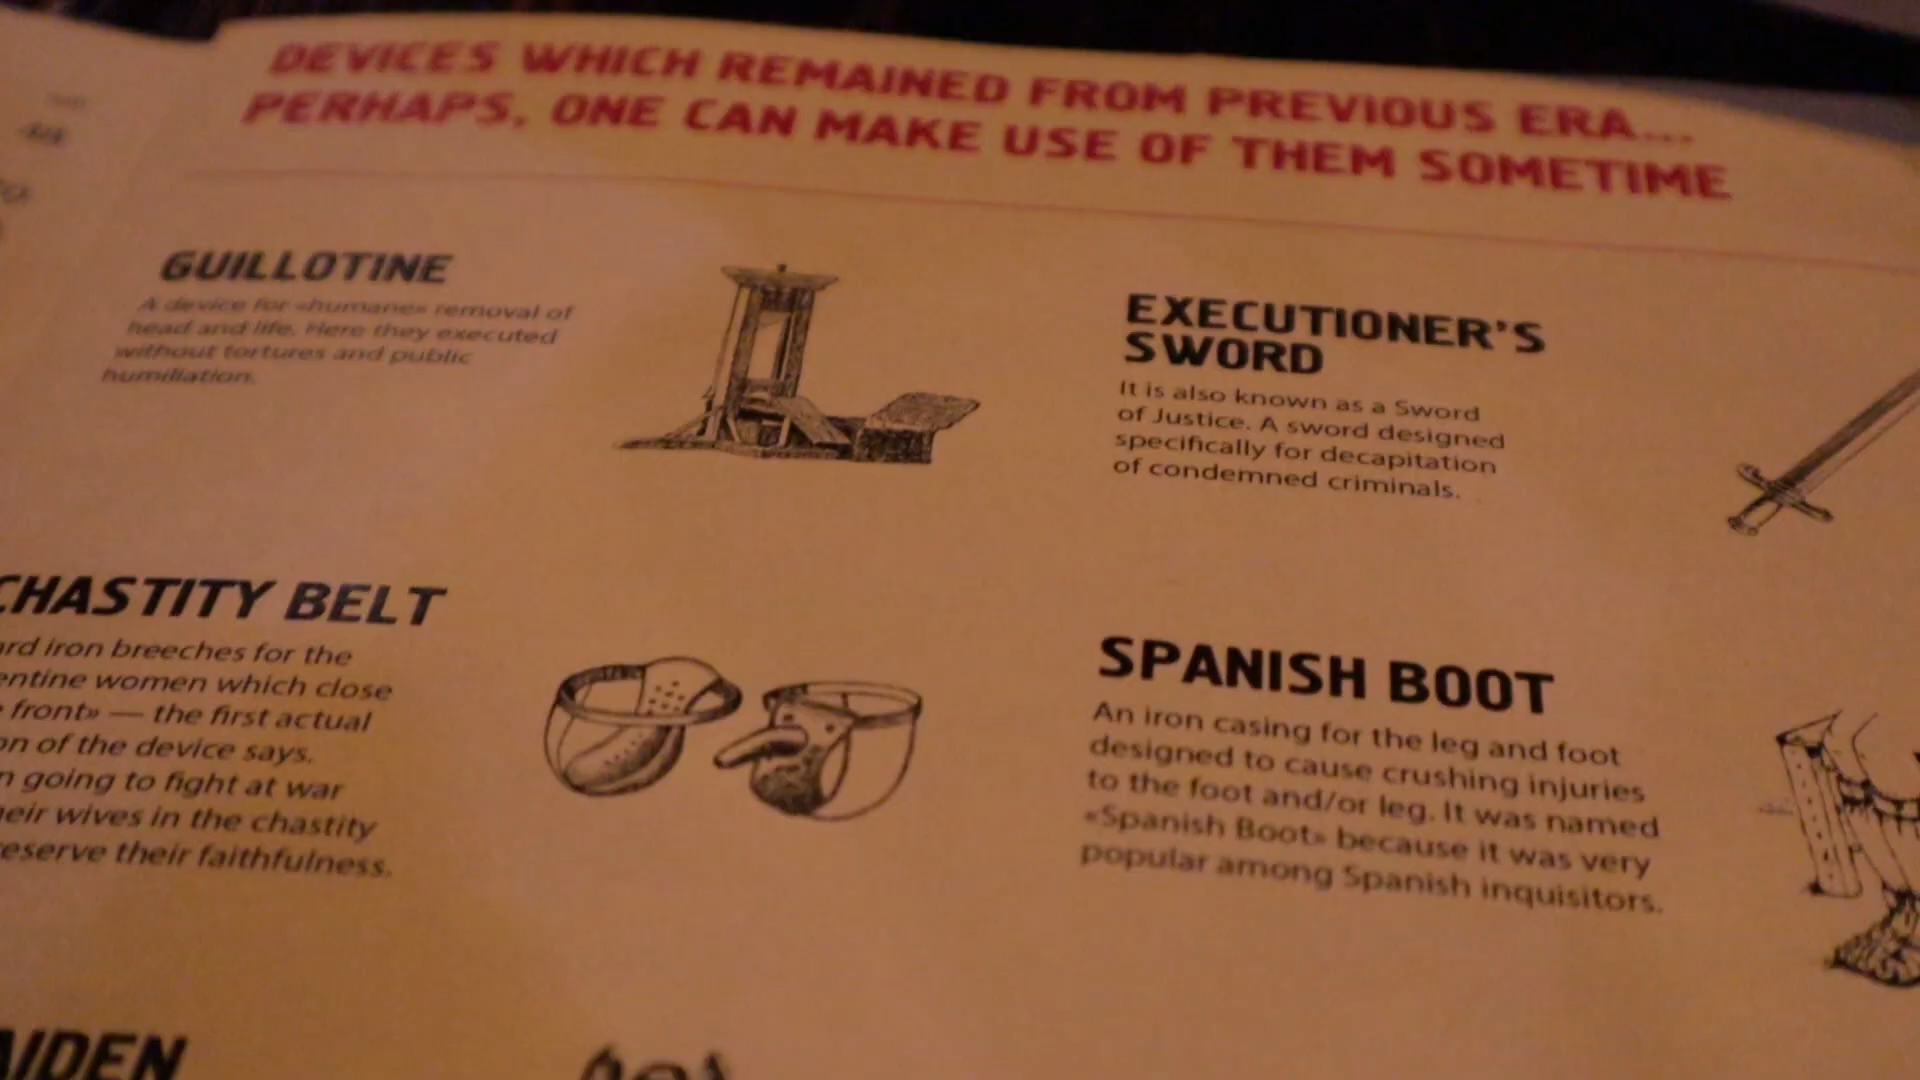 DEVICES WHICH REMAINED FROM PREVIOUS ERA...
PERHAPS, ONE CAN MAKE USE OF THEM SOMETIME
GUILLOTINE
A device for «humane» removal of
head and life. Here they executed
without tortures and public
humiliation.
EXECUTIONER'S
SWORD
It is also known as a Sword
of Justice. A sword designed
specifically for decapitation
of condemned criminals.
CHASTITY BELT
iron breeches for the
women which close
front» — the first actual
of the device says.
going to fight at war
their wives in the chastity
their faithfulness.
SPANISH BOOT
An iron casing for the leg and foot
designed to cause crushing injuries
to the foot and/or leg. It was named
«Spanish Boot» because it was very
popular among Spanish inquisitors.
AIDEN